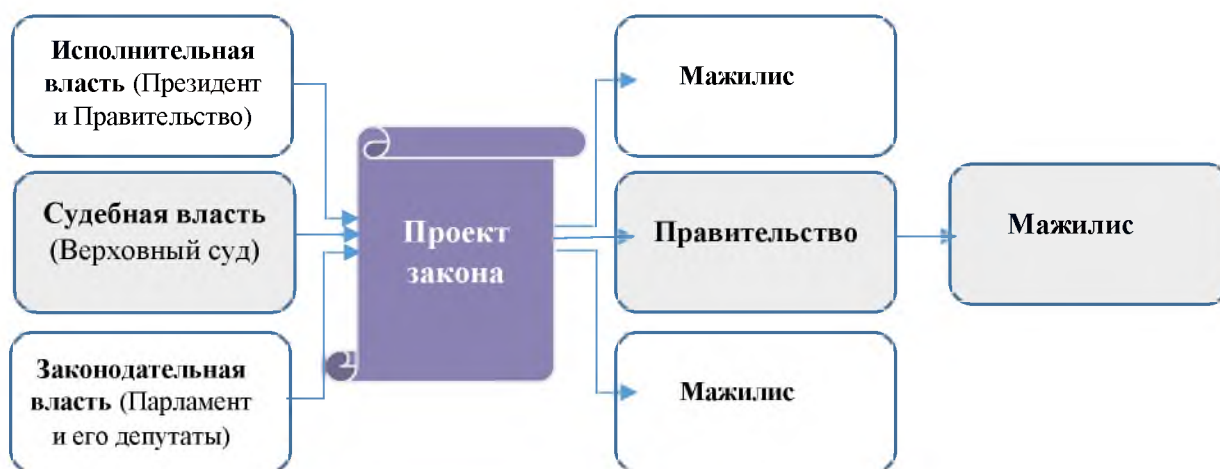 Исполнительная
власть (Президент
и Правительство)
Судебная власть
(Верховный суд)
Законодательная
власть (Парламент
и его депутаты)
Проект
закона
Мажилис
Правительство
Мажилис
Мажилис